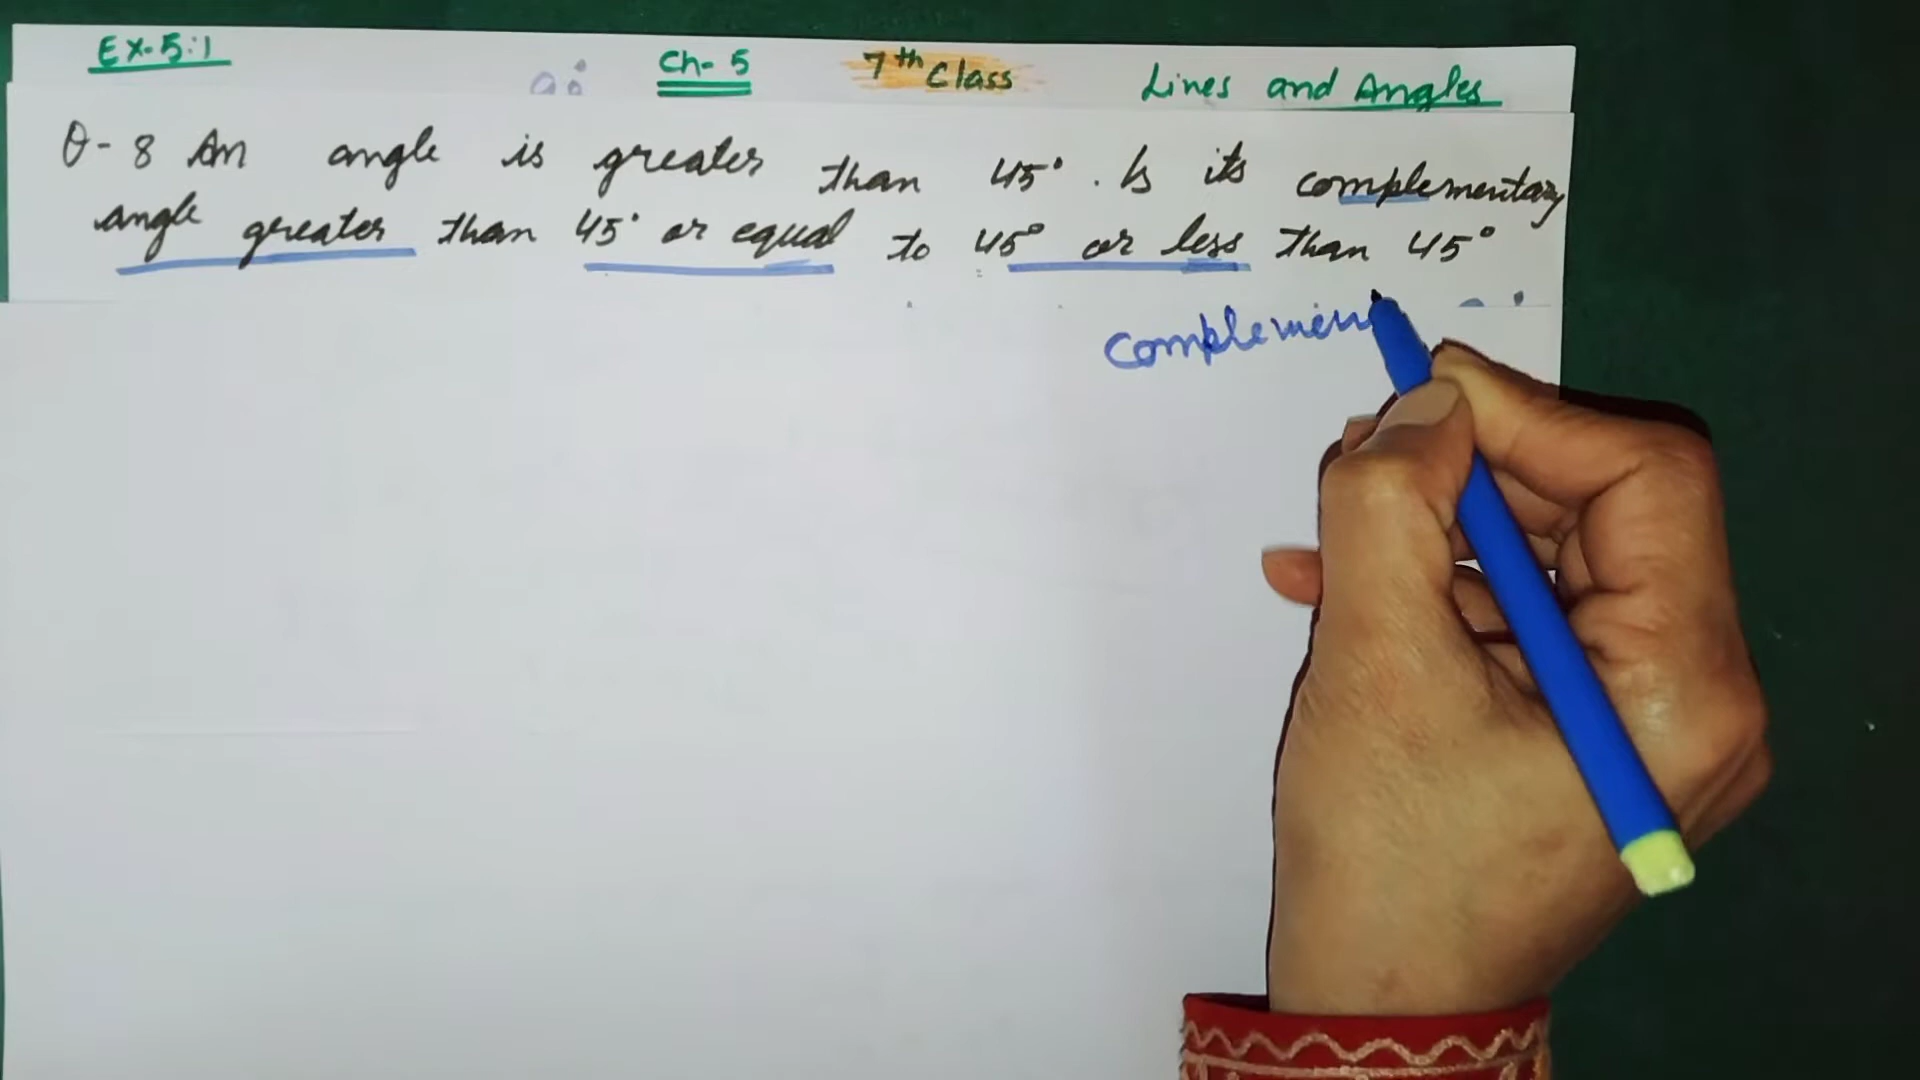 Ex-5:1 Ch-5 7th Class Lines and Angles
Q-8 An angle is greater than 45°. Is its complementary
angle greater than 45° or equal to 45° or less than 45°
complemen